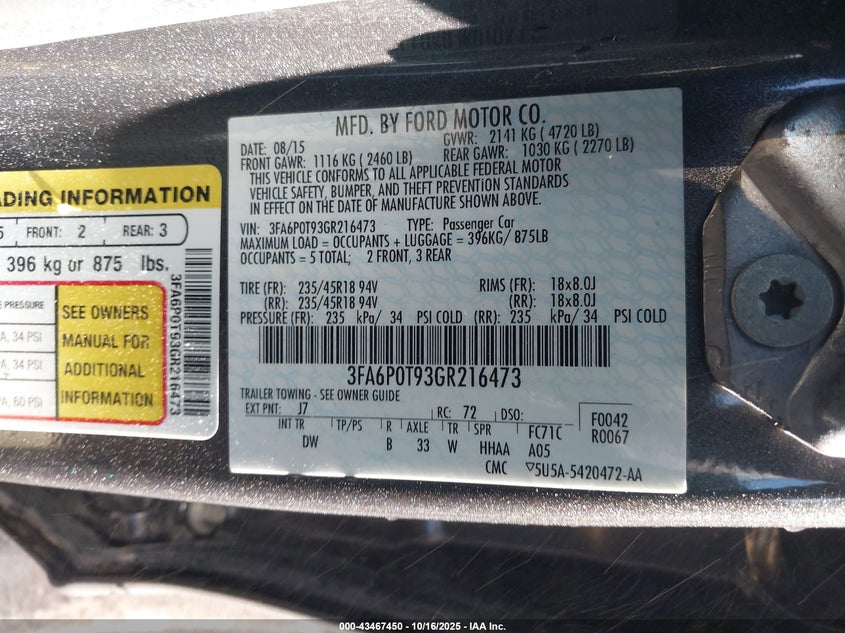 MFD. BY FORD MOTOR CO.
DATE: 08/15 GVWR: 2141 KG ( 4720 LB)
FRONT GAWR: 1116 KG ( 2460 LB) REAR GAWR: 1030 KG ( 2270 LB)
THIS VEHICLE CONFORMS TO ALL APPLICABLE FEDERAL MOTOR
VEHICLE SAFETY, BUMPER, AND THEFT PREVENTION STANDARDS
IN EFFECT ON THE DATE OF MANUFACTURE SHOWN ABOVE.
VIN: 3FA6P0T93GR216473 TYPE: Passenger Car
MAXIMUM LOAD = OCCUPANTS + LUGGAGE = 396KG/ 875LB
OCCUPANTS = 5 TOTAL; 2 FRONT, 3 REAR
TIRE (FR): 235/45R18 94V RIMS (FR): 18x8.0J
(RR): 235/45R18 94V (RR): 18x8.0J
PRESSURE (FR): 235 kPa/ 34 PSI COLD (RR): 235 kPa/ 34 PSI COLD
3FA6P0T93GR216473
TRAILER TOWING - SEE OWNER GUIDE
EXT PNT: J7 RC: 72 DSO: F0042
INT TR TP/PS R AXLE TR SPR FC71C R0067
DW B 33 W HHAA A05
CMC ▽5U5A-5420472-AA
ADING INFORMATION
5 FRONT: 2 REAR: 3
396 kg or 875 lbs.
E PRESSURE
A, 34 PSI
A, 34 PSI
A, 60 PSI
SEE OWNERS
MANUAL FOR
ADDITIONAL
INFORMATION
3FA6P0T93GR216473
FORD MOTOR
000-43467450 - 10/16/2025 - IAA Inc.